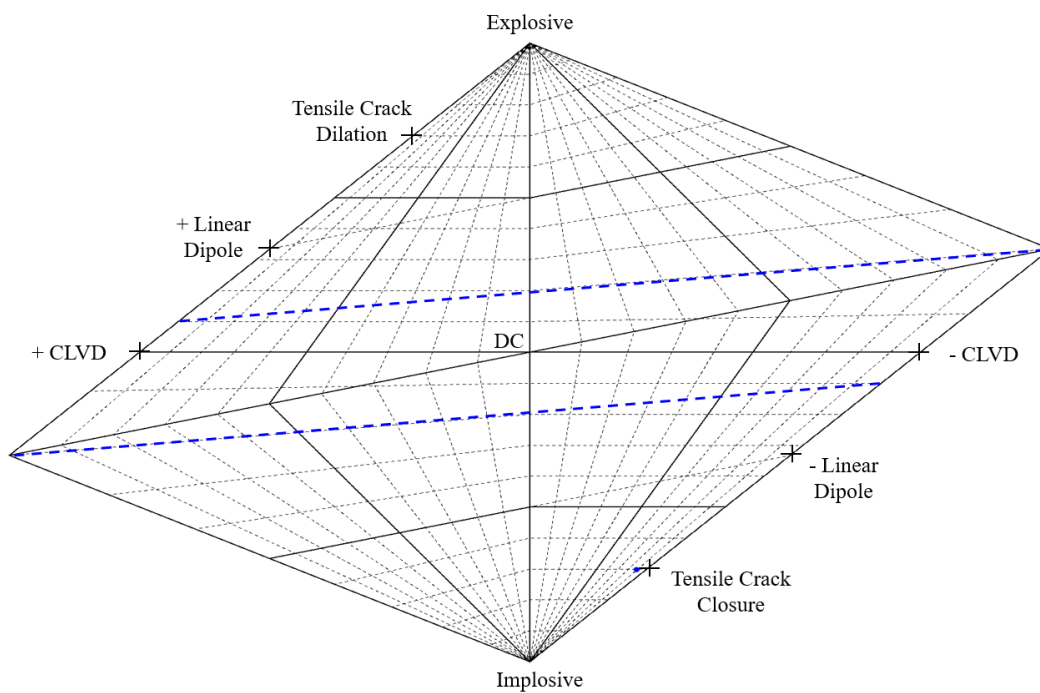 Explosive
Tensile Crack
Dilation
+ Linear
Dipole
+ CLVD
DC
- CLVD
- Linear
Dipole
Tensile Crack
Closure
Implosive